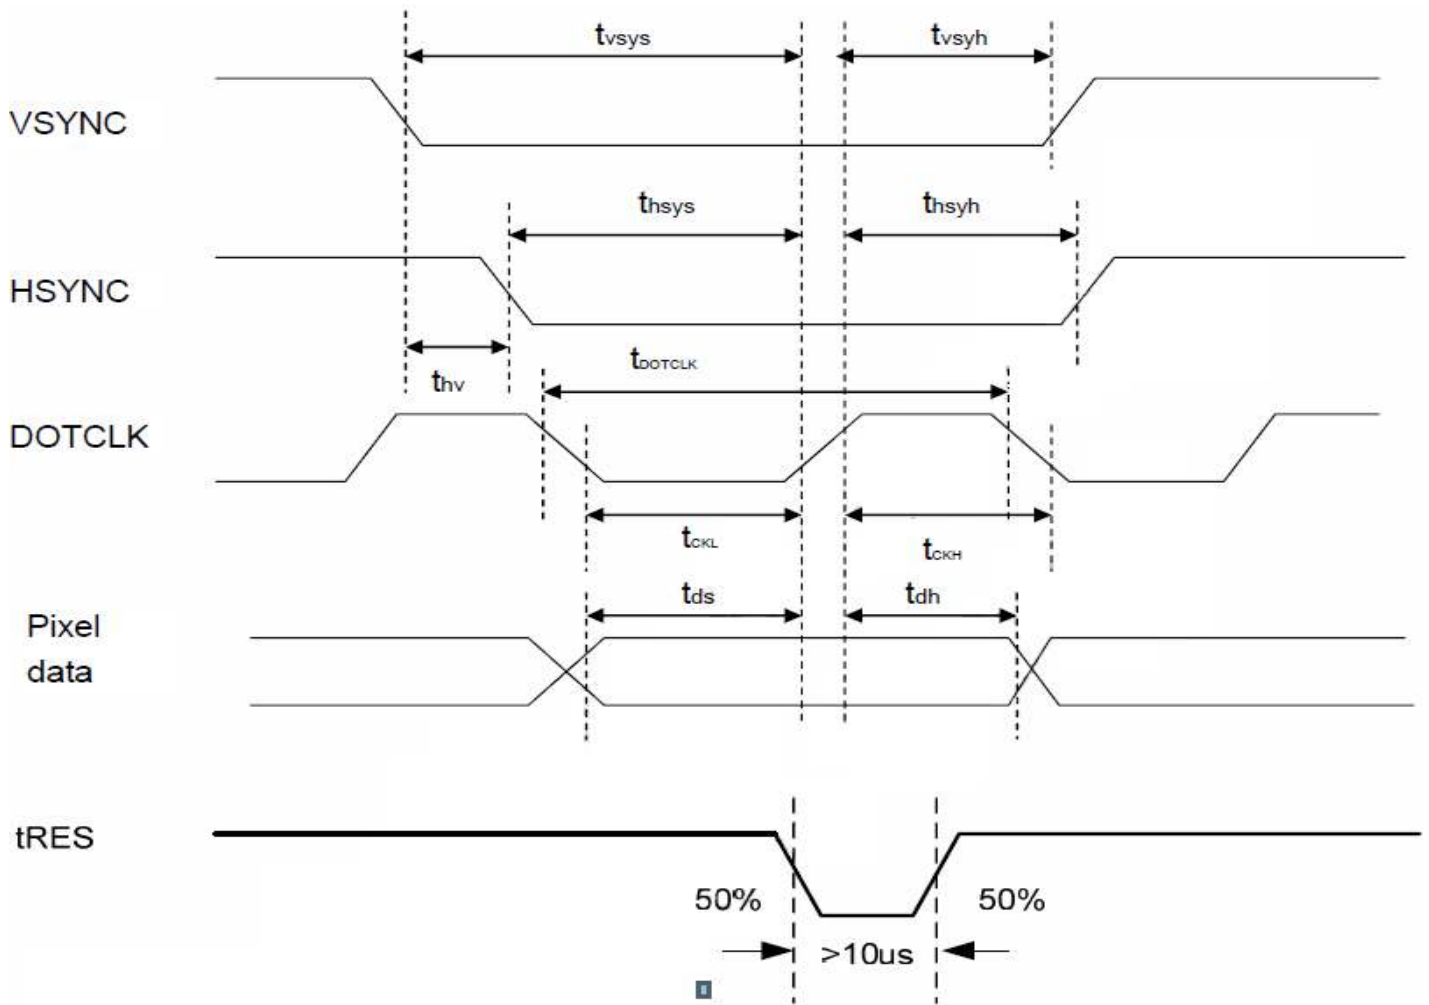 tvsys
tvsyh
VSYNC
thsys
thsyh
HSYNC
thv
tDOTCLK
DOTCLK
tCKL
tCKH
tds
tdh
Pixel
data
tRES
50%
50%
>10us